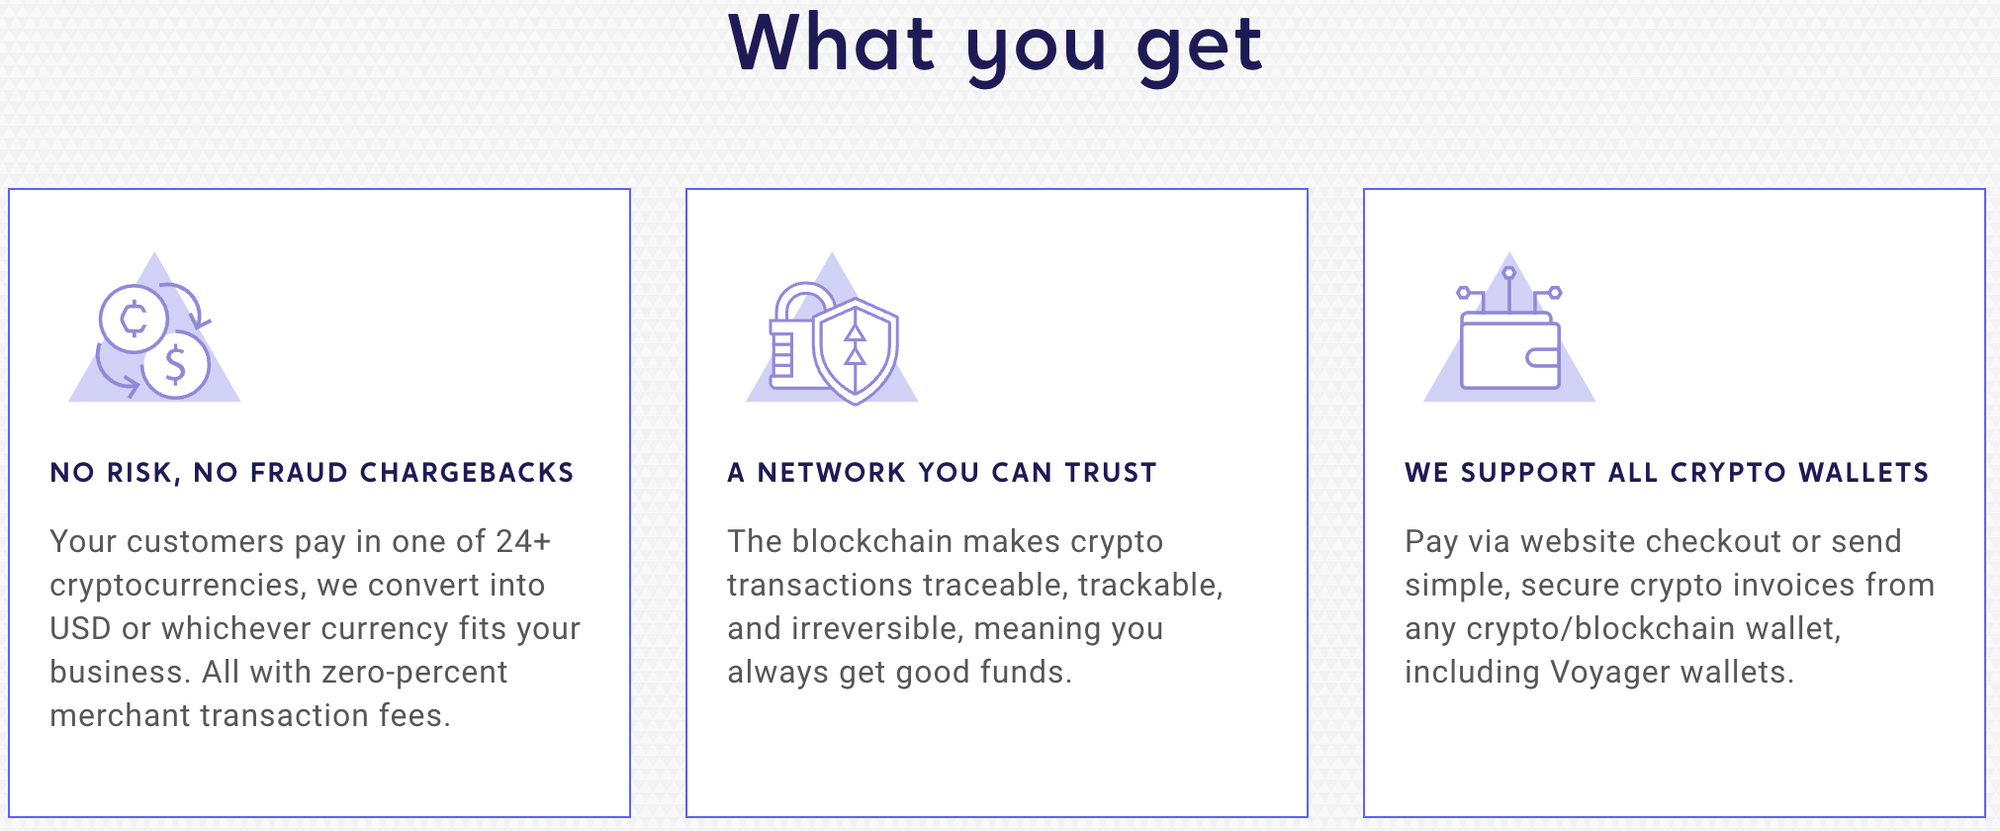 What you get
NO RISK, NO FRAUD CHARGEBACKS
Your customers pay in one of 24+
cryptocurrencies, we convert into
USD or whichever currency fits your
business. All with zero-percent
merchant transaction fees.
A NETWORK YOU CAN TRUST
The blockchain makes crypto
transactions traceable, trackable,
and irreversible, meaning you
always get good funds.
WE SUPPORT ALL CRYPTO WALLETS
Pay via website checkout or send
simple, secure crypto invoices from
any crypto/blockchain wallet,
including Voyager wallets.